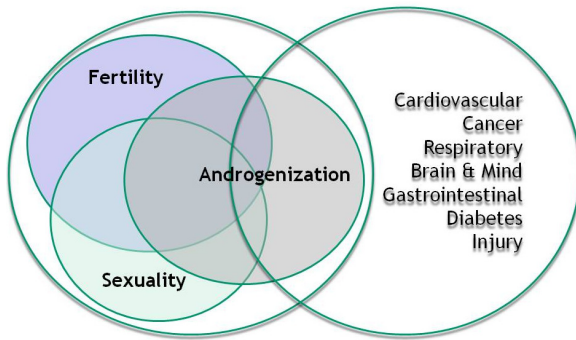 Fertility
Androgenization
Sexuality
Cardiovascular
Cancer
Respiratory
Brain & Mind
Gastrointestinal
Diabetes
Injury